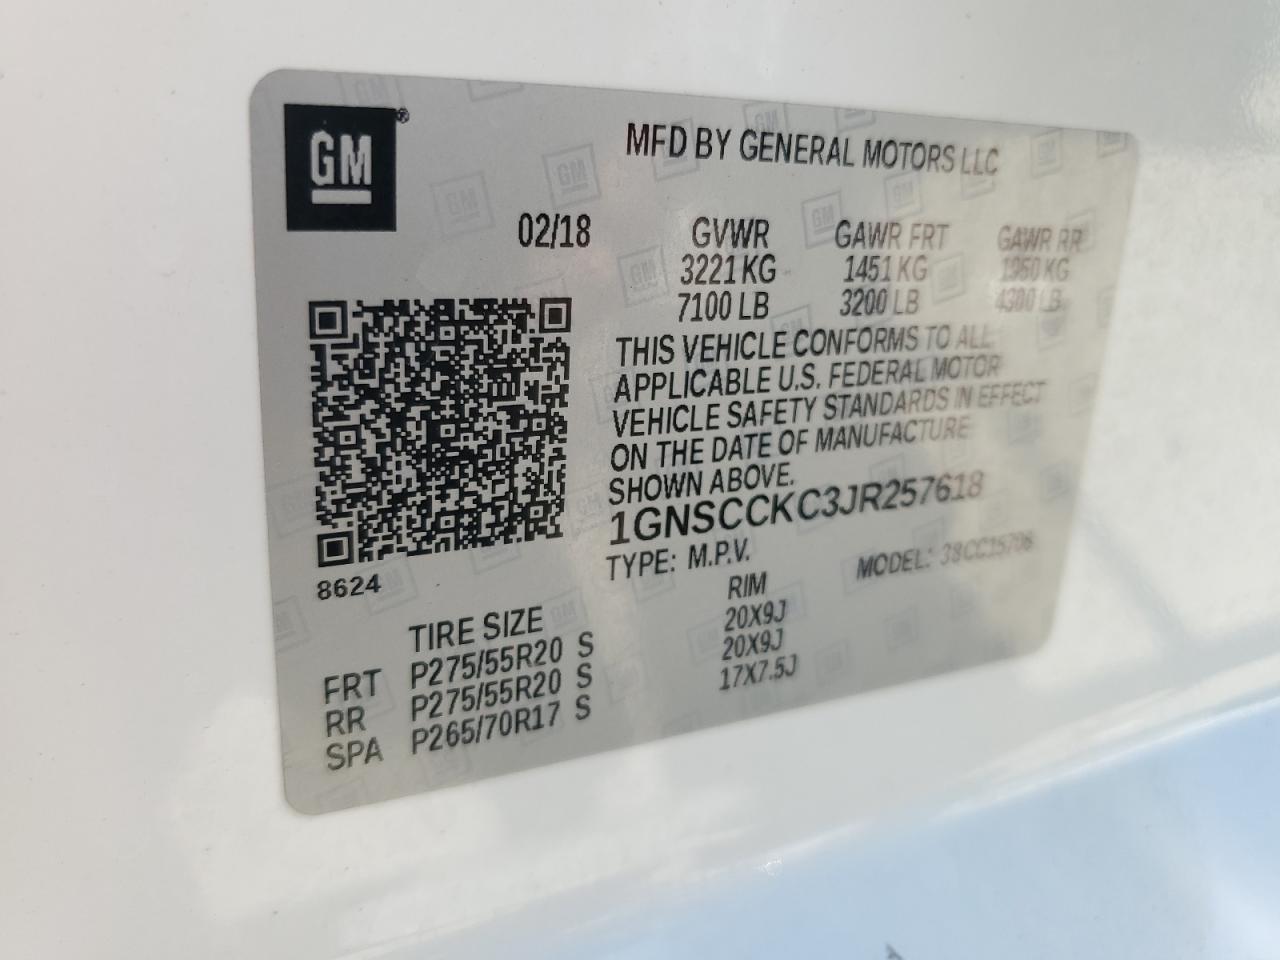 GM®
MFD BY GENERAL MOTORS LLC
02/18 GVWR GAWR FRT GAWR RR
3221 KG 1451 KG 1950 KG
7100 LB 3200 LB 4300 LB
THIS VEHICLE CONFORMS TO ALL
APPLICABLE U.S. FEDERAL MOTOR
VEHICLE SAFETY STANDARDS IN EFFECT
ON THE DATE OF MANUFACTURE
SHOWN ABOVE.
1GNSCCKC3JR257618
TYPE: M.P.V. MODEL: 38CC15706
8624
TIRE SIZE RIM
FRT P275/55R20 S 20X9J
RR P275/55R20 S 20X9J
SPA P265/70R17 S 17X7.5J